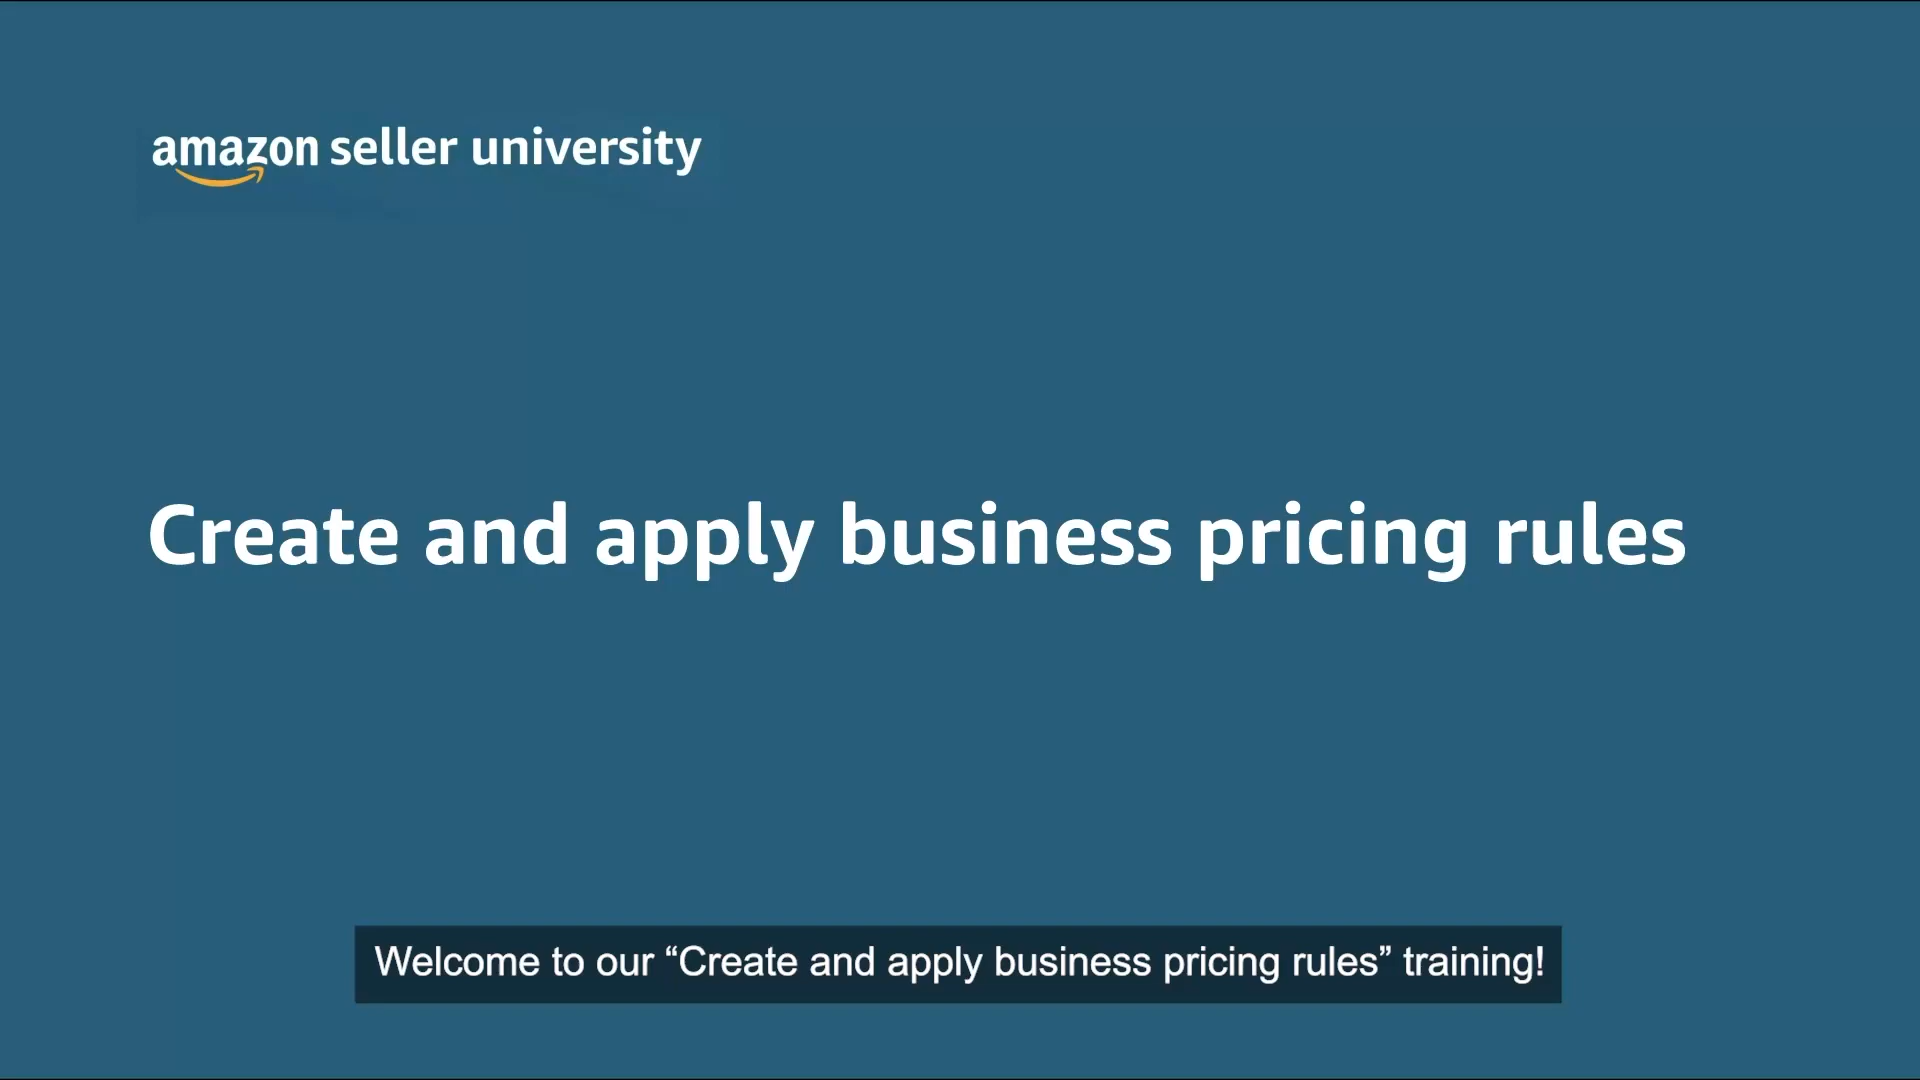 amazon seller university
Create and apply business pricing rules
Welcome to our “Create and apply business pricing rules” training!